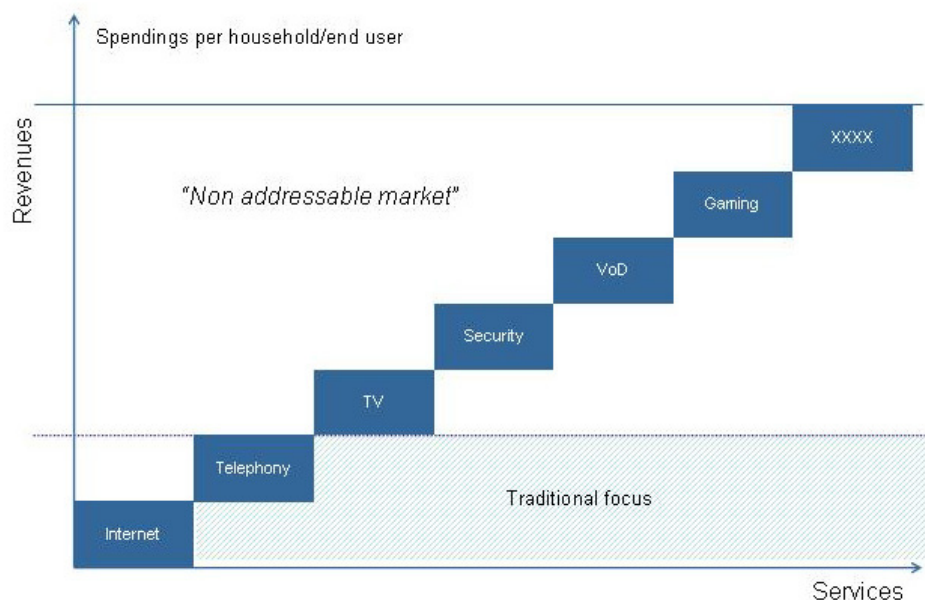 Spendings per household/end user
Revenues
XXXX
"Non addressable market"
Gaming
VoD
Security
TV
Telephony
Traditional focus
Internet
Services